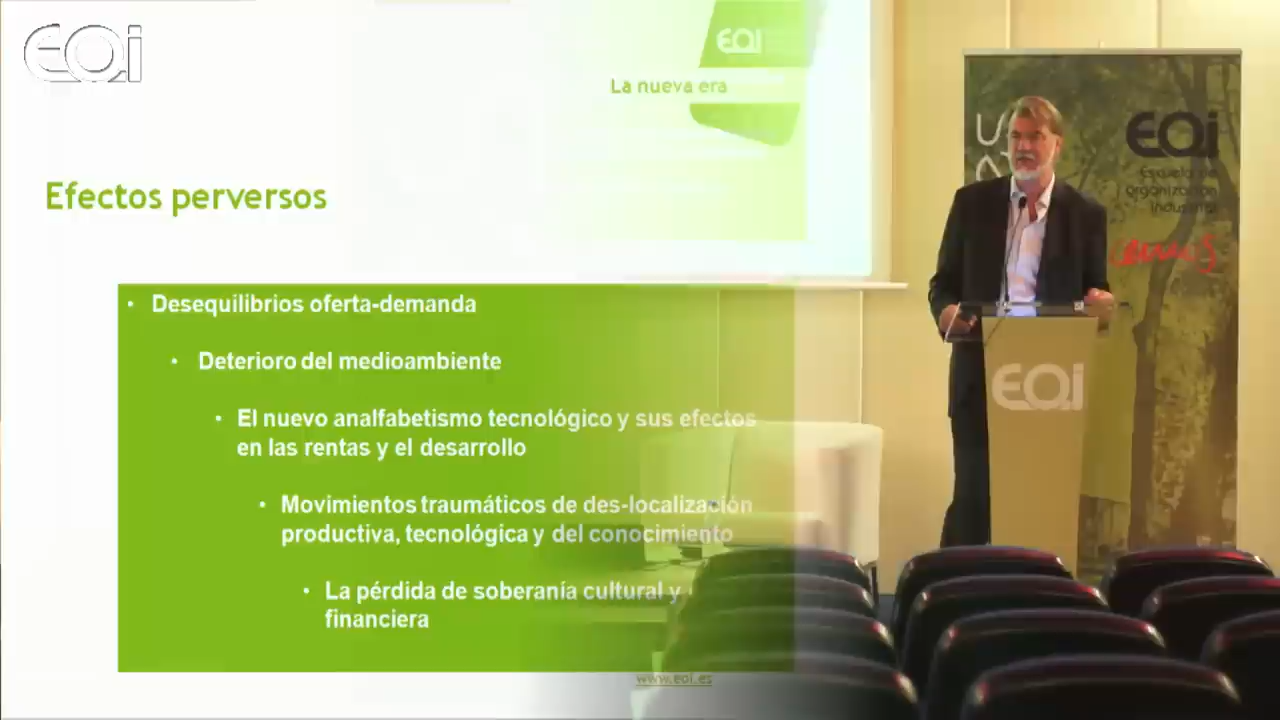 EOi
EOi
La nueva era
Efectos perversos
• Desequilibrios oferta-demanda
• Deterioro del medioambiente
• El nuevo analfabetismo tecnológico y sus efectos
en las rentas y el desarrollo
• Movimientos traumáticos de des-localización
productiva, tecnológica y del conocimiento
• La pérdida de soberanía cultural y
financiera
www.eoi.es
EOi
Escuela de
organización
industrial
EOi